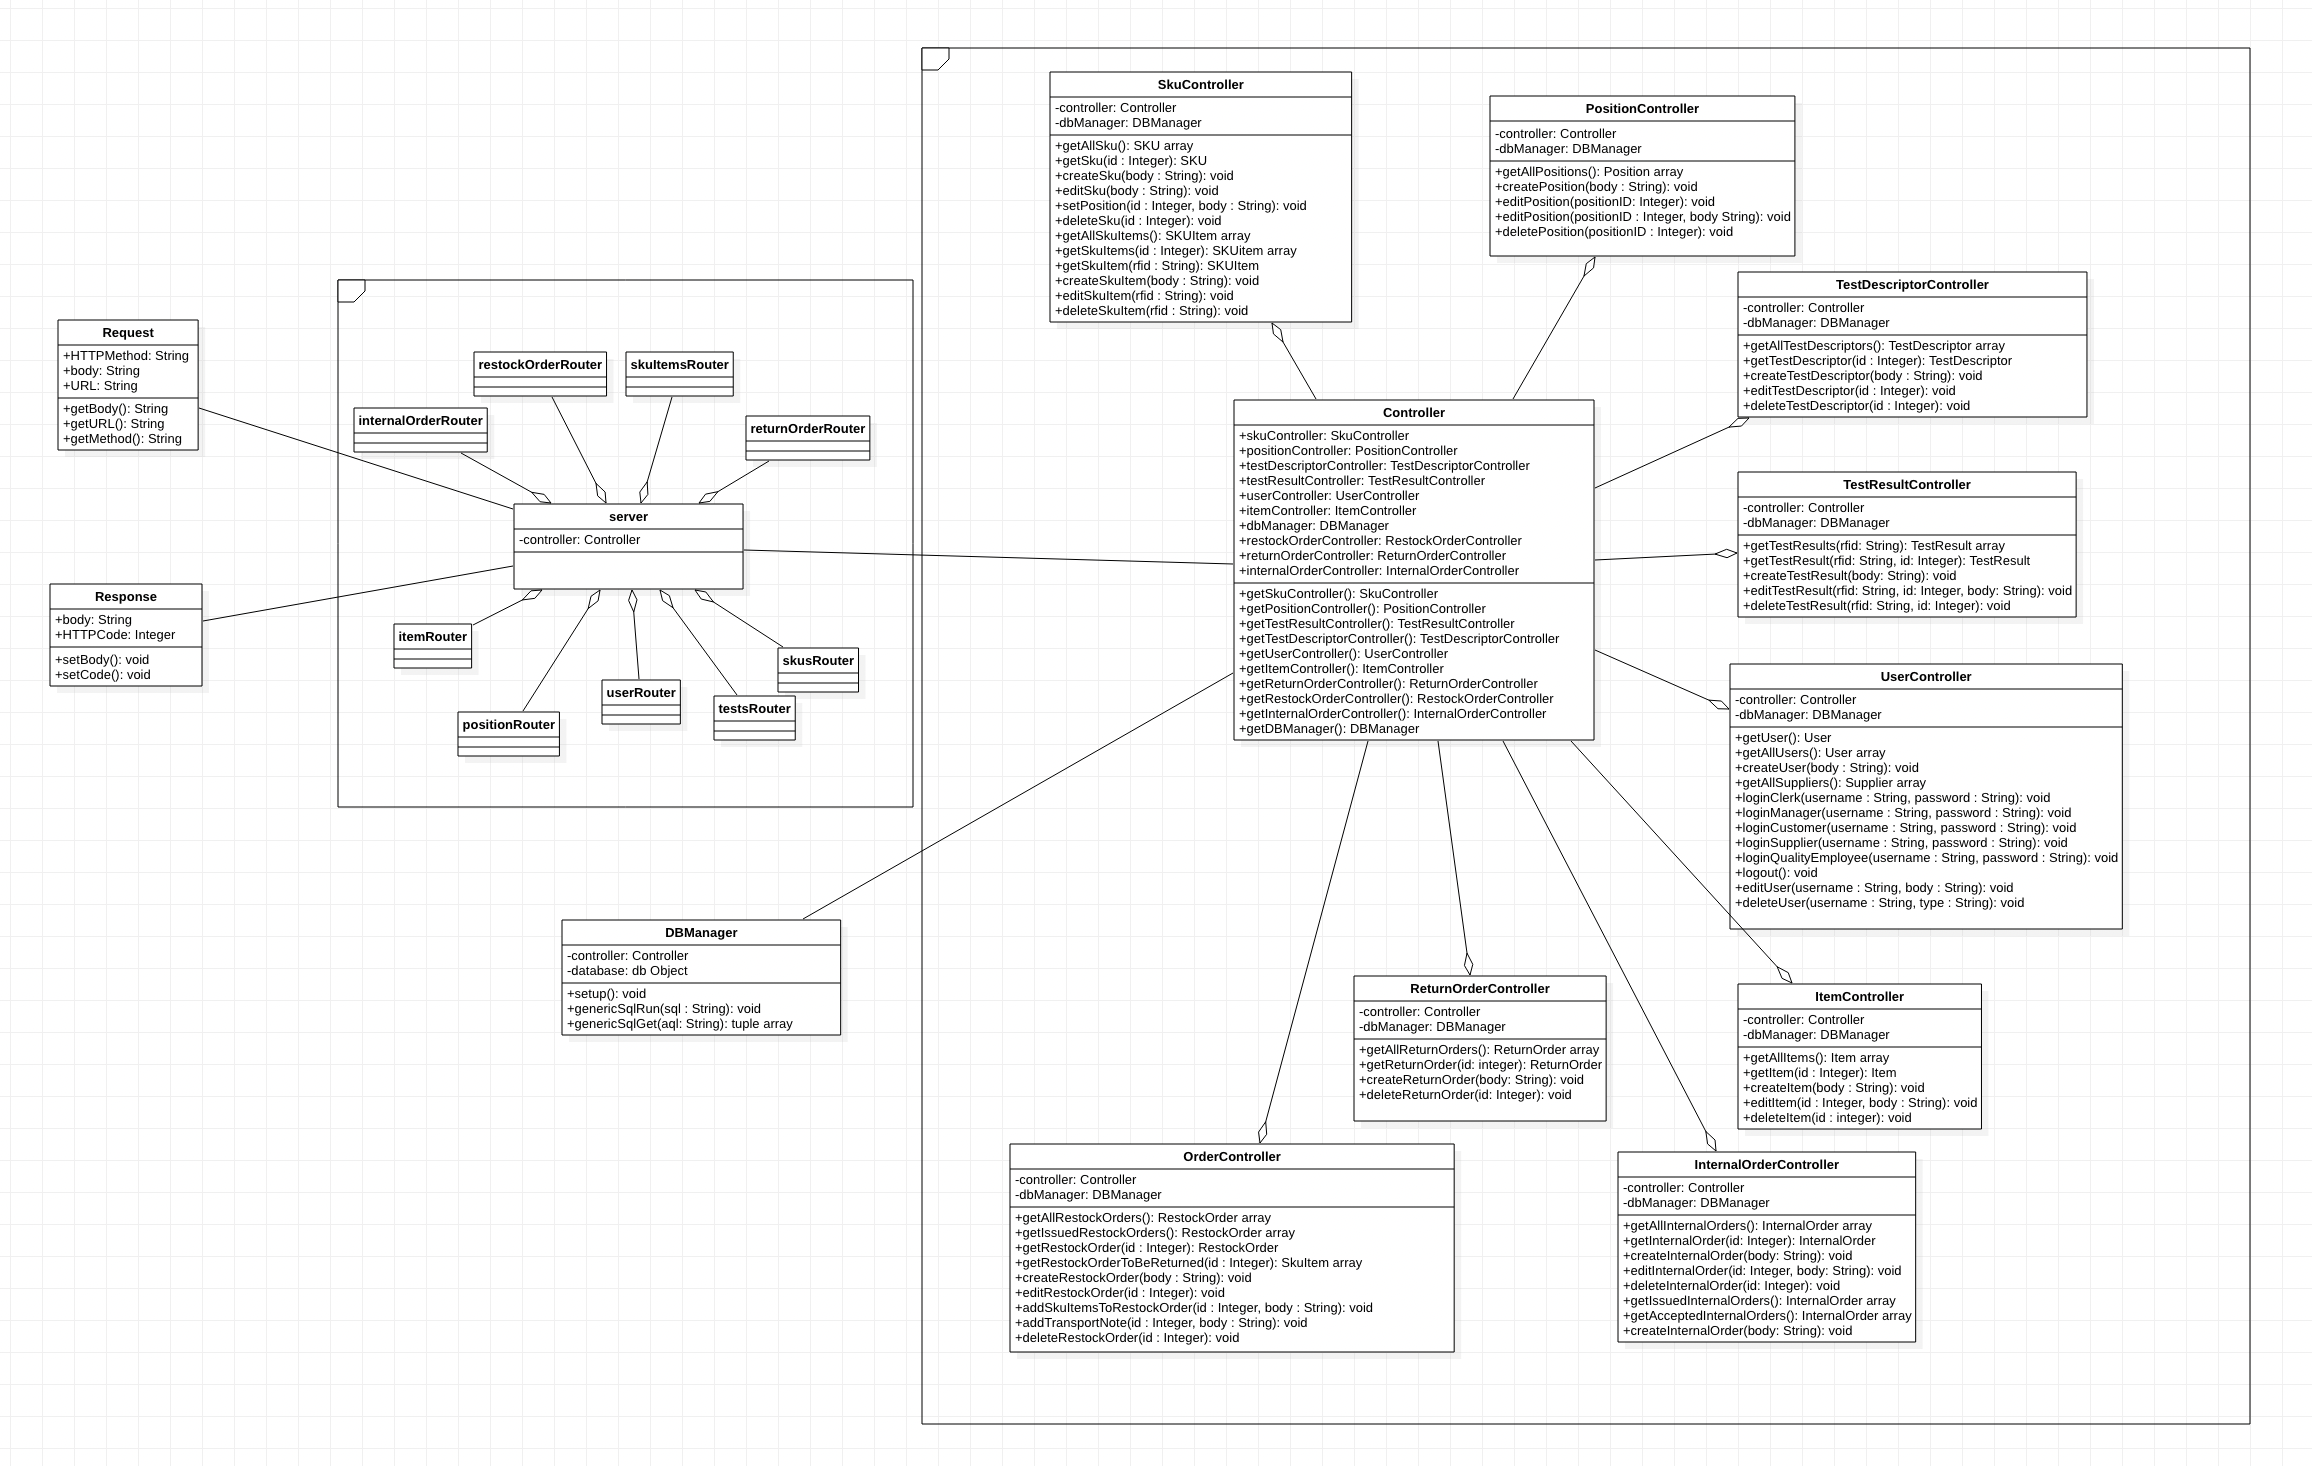 SkuController
-controller: Controller
-dbManager: DBManager
+getAllSku(): SKU array
+getSku(id : Integer): SKU
+createSku(body : String): void
+editSku(body : String): void
+setPosition(id : Integer, body : String): void
+deleteSku(id : Integer): void
+getAllSkuItems(): SKUItem array
+getSkuItems(id : Integer): SKUitem array
+getSkuItem(rfid : String): SKUItem
+createSkuItem(body : String): void
+editSkuItem(rfid : String): void
+deleteSkuItem(rfid : String): void
PositionController
-controller: Controller
-dbManager: DBManager
+getAllPositions(): Position array
+createPosition(body : String): void
+editPosition(positionID: Integer): void
+editPosition(positionID : Integer, body String): void
+deletePosition(positionID : Integer): void
TestDescriptorController
-controller: Controller
-dbManager: DBManager
+getAllTestDescriptors(): TestDescriptor array
+getTestDescriptor(id : Integer): TestDescriptor
+createTestDescriptor(body : String): void
+editTestDescriptor(id : Integer): void
+deleteTestDescriptor(id : Integer): void
Request
+HTTPMethod: String
+body: String
+URL: String
+getBody(): String
+getURL(): String
+getMethod(): String
restockOrderRouter
skuItemsRouter
internalOrderRouter
returnOrderRouter
server
-controller: Controller
Response
+body: String
+HTTPCode: Integer
+setBody(): void
+setCode(): void
itemRouter
skusRouter
userRouter
testsRouter
positionRouter
Controller
+skuController: SkuController
+positionController: PositionController
+testDescriptorController: TestDescriptorController
+testResultController: TestResultController
+userController: UserController
+itemController: ItemController
+dbManager: DBManager
+restockOrderController: RestockOrderController
+returnOrderController: ReturnOrderController
+internalOrderController: InternalOrderController
+getSkuController(): SkuController
+getPositionController(): PositionController
+getTestResultController(): TestResultController
+getTestDescriptorController(): TestDescriptorController
+getUserController(): UserController
+getItemController(): ItemController
+getReturnOrderController(): ReturnOrderController
+getRestockOrderController(): RestockOrderController
+getInternalOrderController(): InternalOrderController
+getDBManager(): DBManager
TestResultController
-controller: Controller
-dbManager: DBManager
+getTestResults(rfid: String): TestResult array
+getTestResult(rfid: String, id: Integer): TestResult
+createTestResult(body: String): void
+editTestResult(rfid: String, id: Integer, body: String): void
+deleteTestResult(rfid: String, id: Integer): void
UserController
-controller: Controller
-dbManager: DBManager
+getUser(): User
+getAllUsers(): User array
+createUser(body : String): void
+getAllSuppliers(): Supplier array
+loginClerk(username : String, password : String): void
+loginManager(username : String, password : String): void
+loginCustomer(username : String, password : String): void
+loginSupplier(username : String, password : String): void
+loginQualityEmployee(username : String, password : String): void
+logout(): void
+editUser(username : String, body : String): void
+deleteUser(username : String, type : String): void
DBManager
-controller: Controller
-database: db Object
+setup(): void
+genericSqlRun(sql : String): void
+genericSqlGet(aql: String): tuple array
ReturnOrderController
-controller: Controller
-dbManager: DBManager
+getAllReturnOrders(): ReturnOrder array
+getReturnOrder(id: integer): ReturnOrder
+createReturnOrder(body: String): void
+deleteReturnOrder(id: Integer): void
ItemController
-controller: Controller
-dbManager: DBManager
+getAllItems(): Item array
+getItem(id : Integer): Item
+createItem(body : String): void
+editItem(id : Integer, body : String): void
+deleteItem(id : integer): void
OrderController
-controller: Controller
-dbManager: DBManager
+getAllRestockOrders(): RestockOrder array
+getIssuedRestockOrders(): RestockOrder array
+getRestockOrder(id : Integer): RestockOrder
+getRestockOrderToBeReturned(id : Integer): SkuItem array
+createRestockOrder(body : String): void
+editRestockOrder(id : Integer): void
+addSkuItemsToRestockOrder(id : Integer, body : String): void
+addTransportNote(id : Integer, body : String): void
+deleteRestockOrder(id : Integer): void
InternalOrderController
-controller: Controller
-dbManager: DBManager
+getAllInternalOrders(): InternalOrder array
+getInternalOrder(id: Integer): InternalOrder
+createInternalOrder(body: String): void
+editInternalOrder(id: Integer, body: String): void
+deleteInternalOrder(id: Integer): void
+getIssuedInternalOrders(): InternalOrder array
+getAcceptedInternalOrders(): InternalOrder array
+createInternalOrder(body: String): void